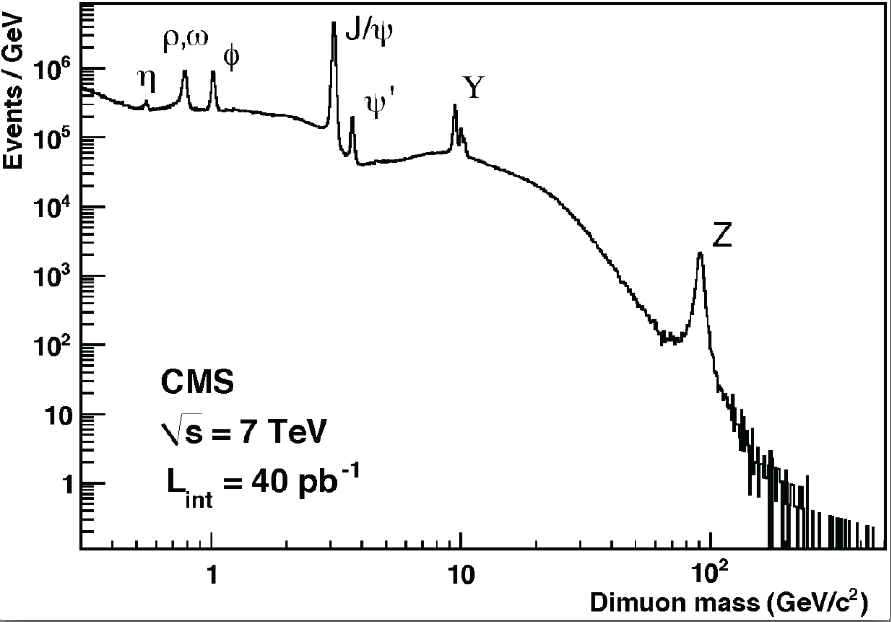 Events / GeV
10⁶
10⁵
10⁴
10³
10²
10
1
η
ρ,ω
ϕ
J/ψ
ψ'
Υ
Z
CMS
√s = 7 TeV
L_int = 40 pb⁻¹
1
10
10²
Dimuon mass (GeV/c²)